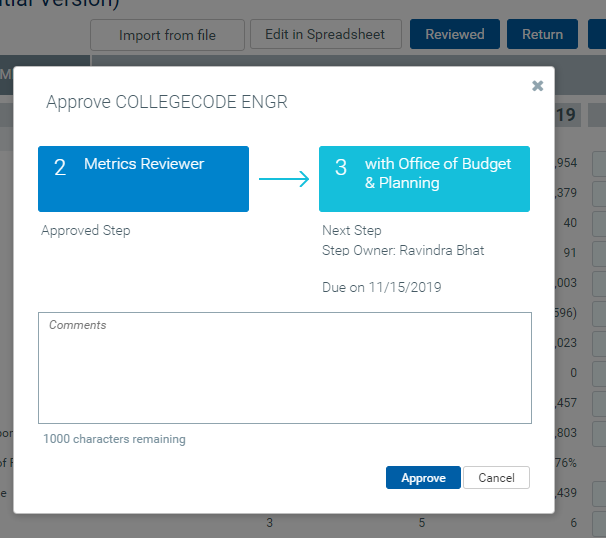 Version)
Import from file
Edit in Spreadsheet
Reviewed
Return
19
Approve COLLEGECODE ENGR
2 Metrics Reviewer
3 with Office of Budget
& Planning
Approved Step
Next Step
Step Owner: Ravindra Bhat
Due on 11/15/2019
Comments
1000 characters remaining
Approve
Cancel
,954
,379
40
91
,003
596)
,023
0
,457
,803
76%
,439
3 5 6